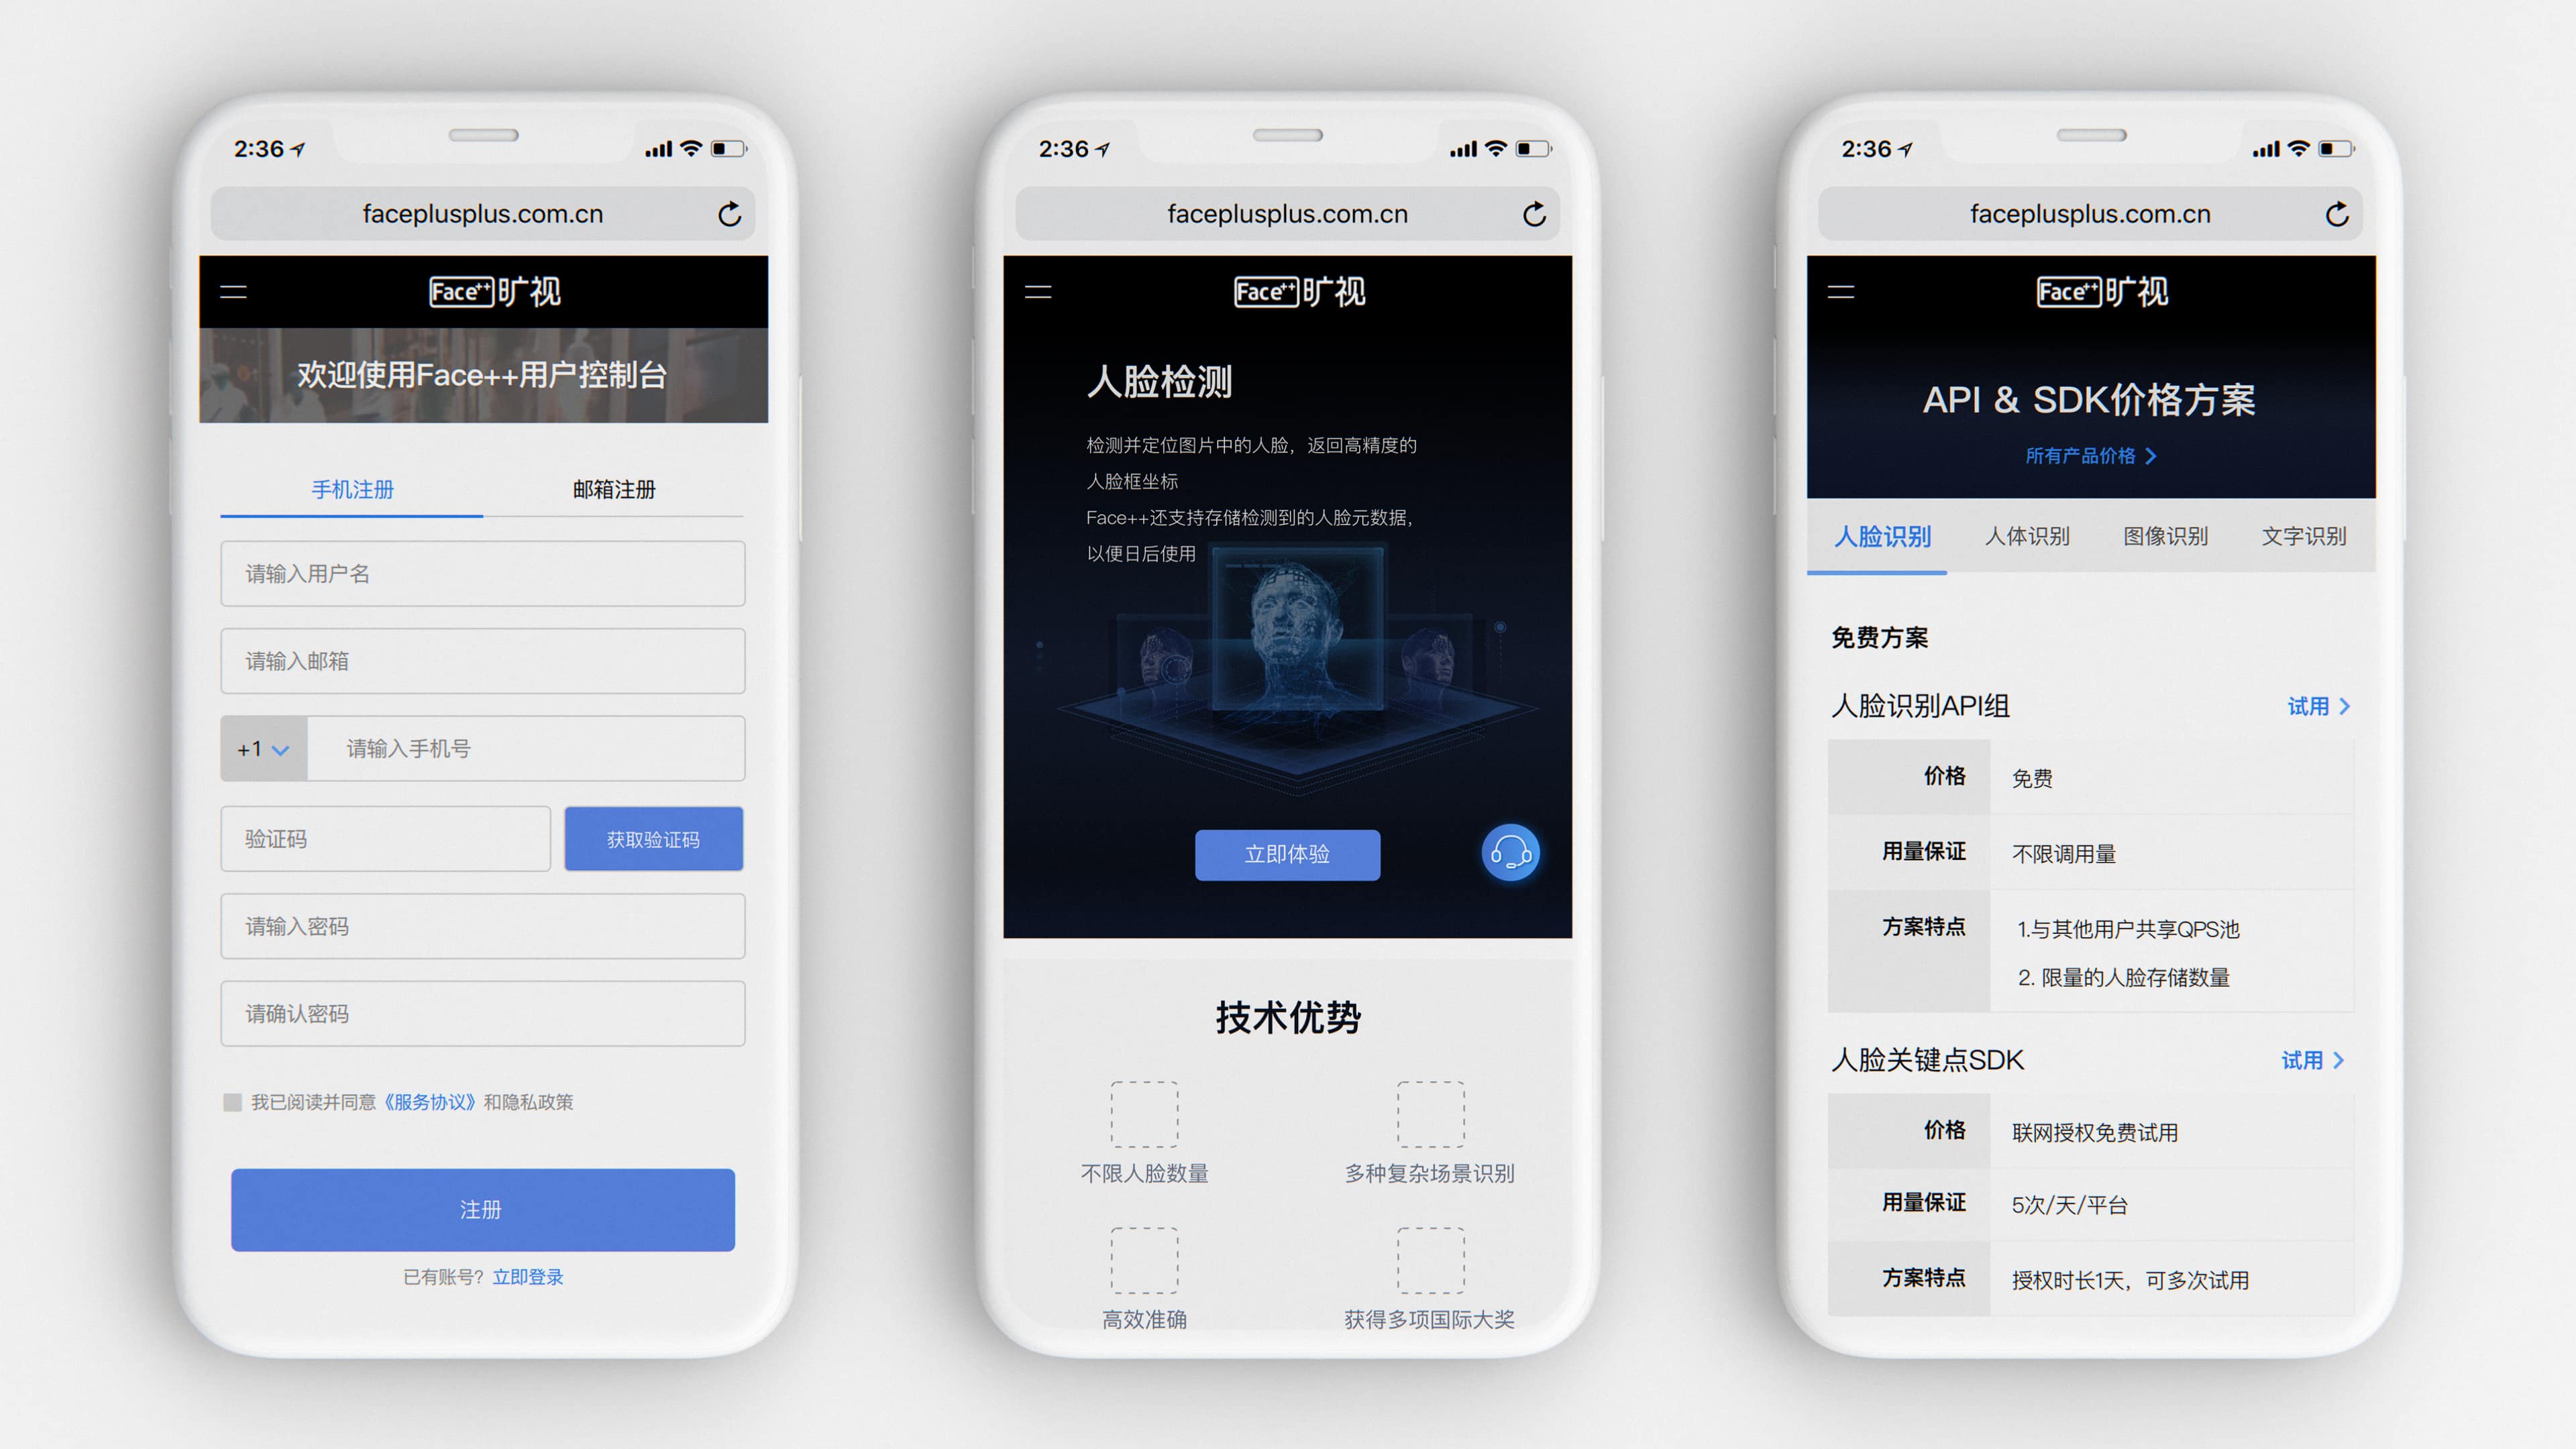 2:36
faceplusplus.com.cn
Face++旷视
欢迎使用Face++用户控制台
手机注册
邮箱注册
请输入用户名
请输入邮箱
+1
请输入手机号
验证码
获取验证码
请输入密码
请确认密码
我已阅读并同意《服务协议》和隐私政策
注册
已有账号? 立即登录
2:36
faceplusplus.com.cn
Face++旷视
人脸检测
检测并定位图片中的人脸，返回高精度的
人脸框坐标
Face++还支持存储检测到的人脸元数据，
以便日后使用
立即体验
技术优势
不限人脸数量
多种复杂场景识别
高效准确
获得多项国际大奖
2:36
faceplusplus.com.cn
Face++旷视
API & SDK价格方案
所有产品价格
人脸识别
人体识别
图像识别
文字识别
免费方案
人脸识别API组
试用
价格
免费
用量保证
不限调用量
方案特点
1.与其他用户共享QPS池
2. 限量的人脸存储数量
人脸关键点SDK
试用
价格
联网授权免费试用
用量保证
5次/天/平台
方案特点
授权时长1天，可多次试用